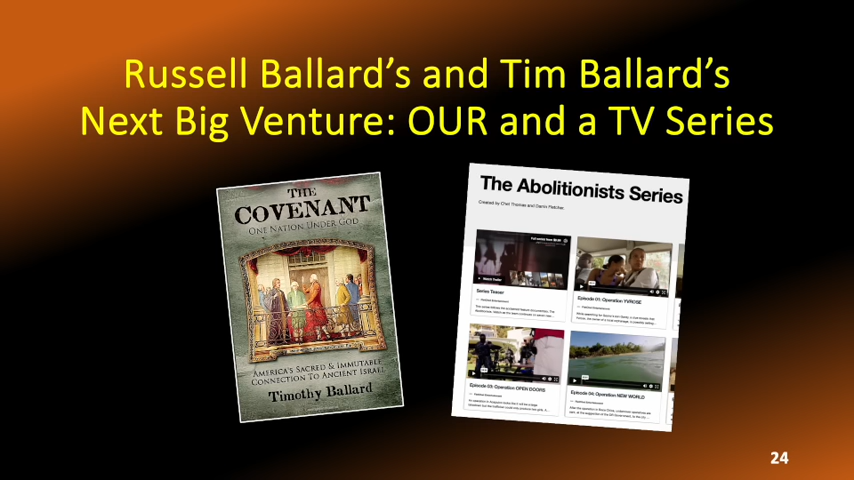 Russell Ballard's and Tim Ballard's
Next Big Venture: OUR and a TV Series
THE
COVENANT
ONE NATION UNDER GOD
AMERICA'S SACRED & IMMUTABLE
CONNECTION TO ANCIENT ISRAEL
Timothy Ballard
The Abolitionists Series
Created by Chet Thomas and Darrin Fletcher
Series Teaser
Episode 01: Operation TYROSE
Episode 03: Operation OPEN DOORS
Episode 04: Operation NEW WORLD
24